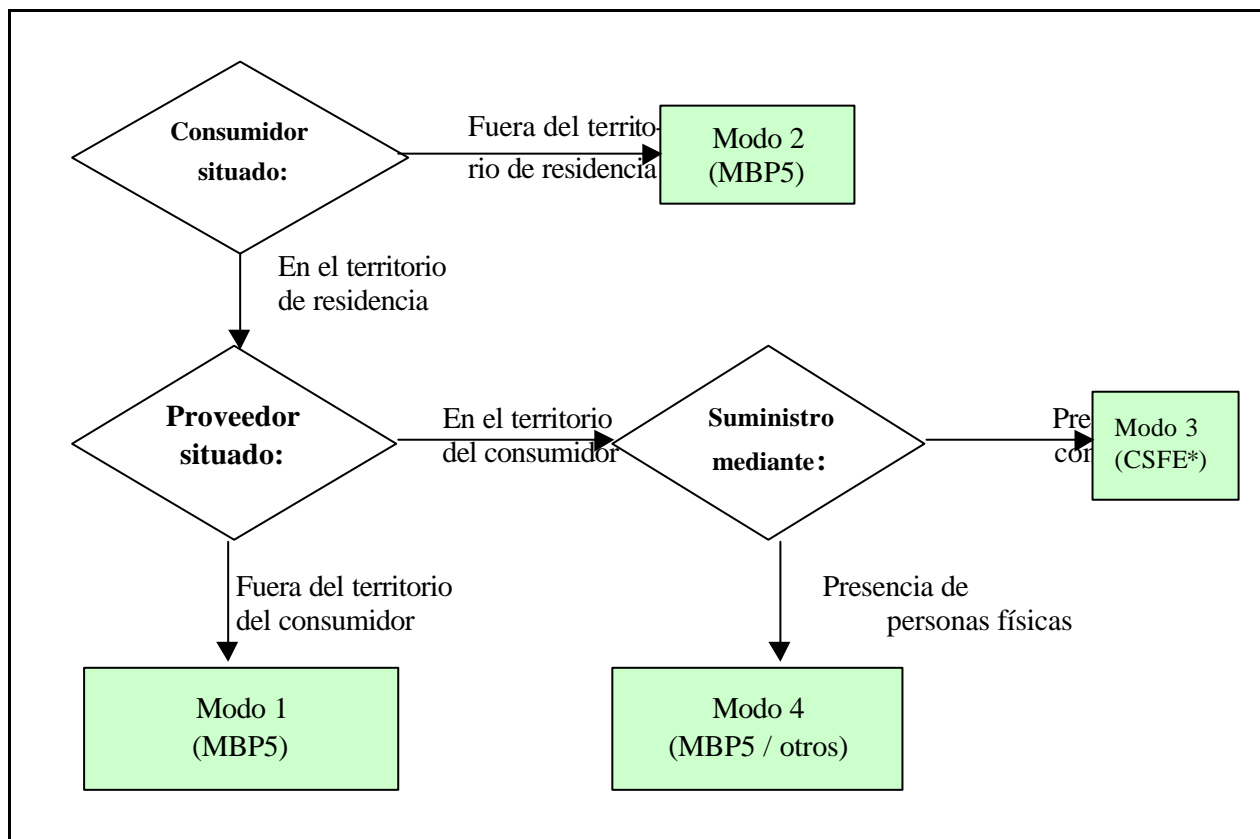 Consumidor
situado:
Fuera del territo-
rio de residencia
Modo 2
(MBP5)
En el territorio
de residencia
Proveedor
situado:
En el territorio
del consumidor
Suministro
mediante:
Modo 3
(CSFE*)
Fuera del territorio
del consumidor
Presencia de
personas físicas
Modo 1
(MBP5)
Modo 4
(MBP5 / otros)